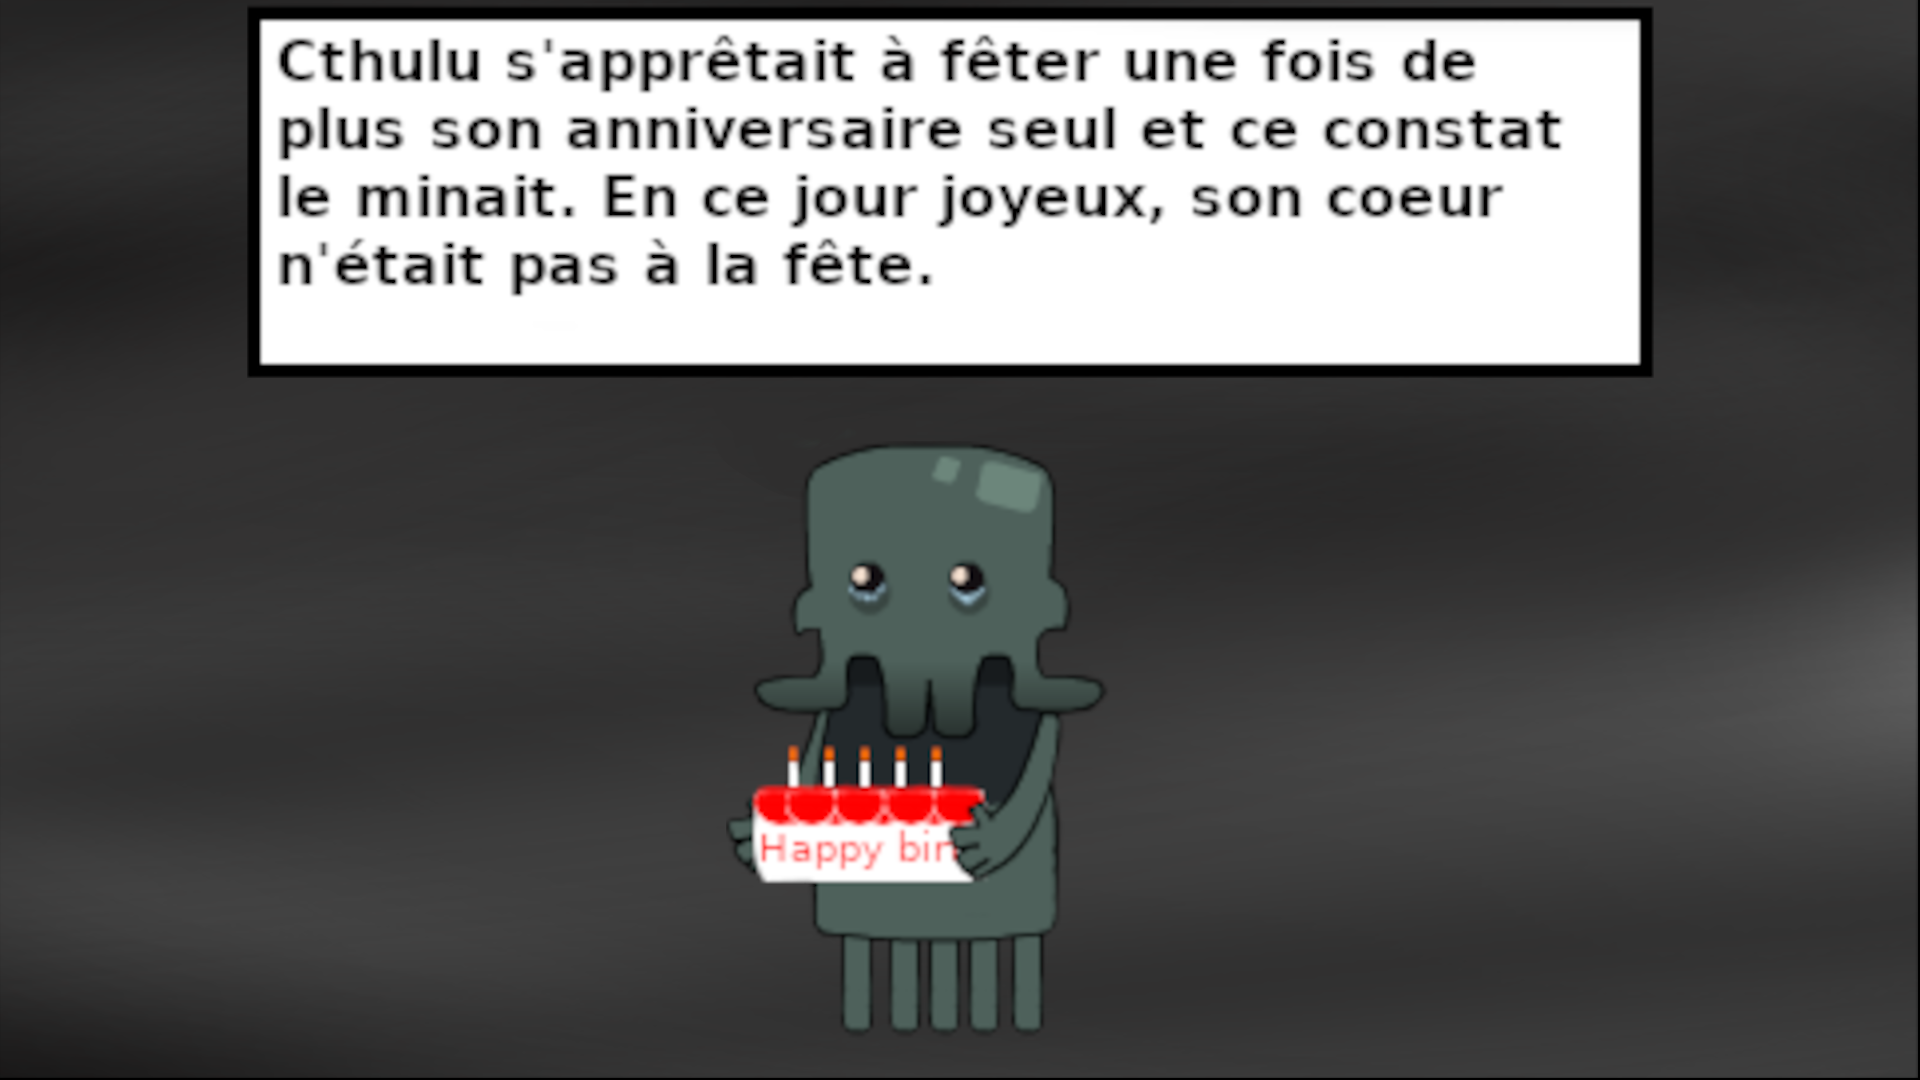 Cthulu s'apprêtait à fêter une fois de
plus son anniversaire seul et ce constat
le minait. En ce jour joyeux, son coeur
n'était pas à la fête.
Happy bir